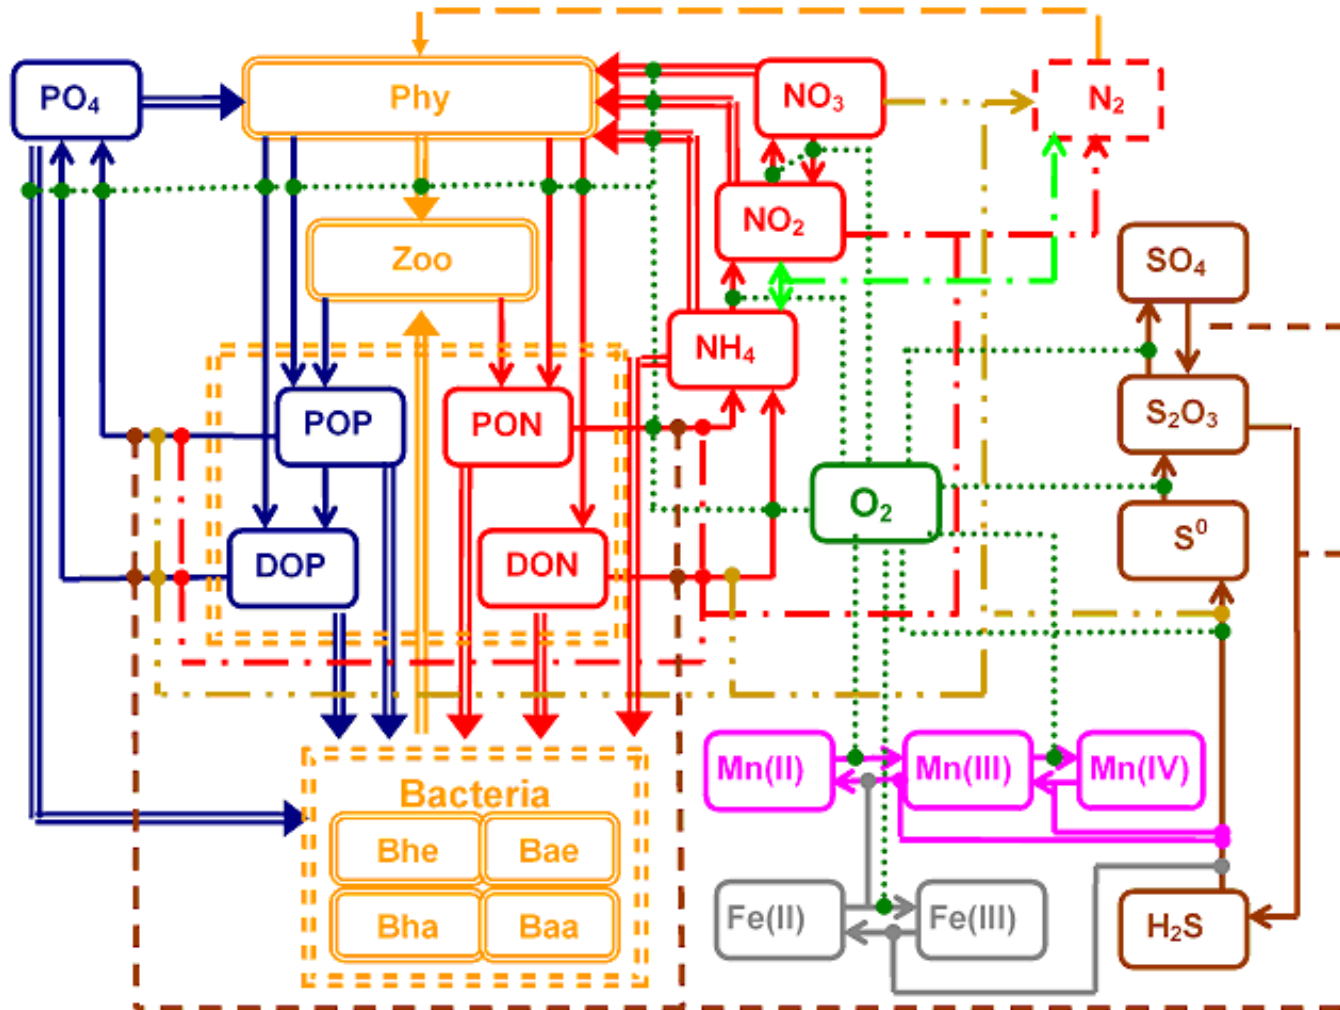 PO₄
Phy
NO₃
N₂
NO₂
Zoo
SO₄
NH₄
POP
PON
S₂O₃
O₂
S⁰
DOP
DON
Mn(II)
Mn(III)
Mn(IV)
Bacteria
Bhe
Bae
Bha
Baa
Fe(II)
Fe(III)
H₂S